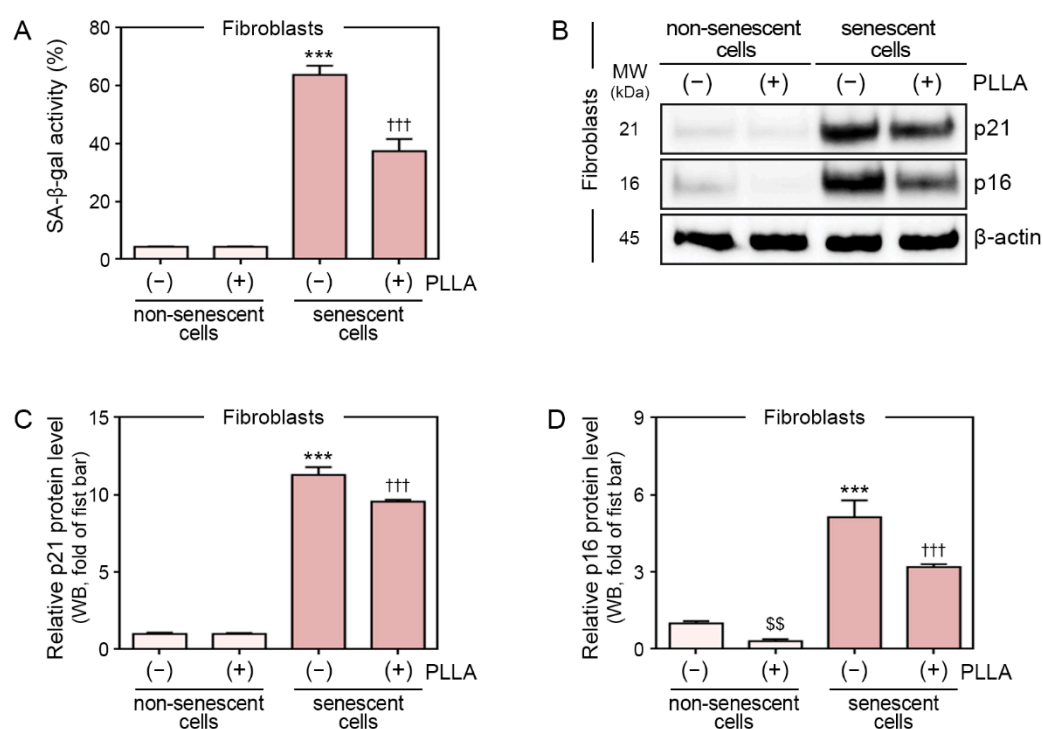 A
Fibroblasts
SA-β-gal activity (%)
80
60
40
20
0
***
†††
(−) (+) (−) (+) PLLA
non-senescent cells
senescent cells
B
Fibroblasts
MW
(kDa)
non-senescent cells
senescent cells
(−) (+) (−) (+) PLLA
21 p21
16 p16
45 β-actin
C
Fibroblasts
Relative p21 protein level
(WB, fold of fist bar)
15
10
5
0
***
†††
(−) (+) (−) (+) PLLA
non-senescent cells
senescent cells
D
Fibroblasts
Relative p16 protein level
(WB, fold of fist bar)
9
6
3
0
$$
***
†††
(−) (+) (−) (+) PLLA
non-senescent cells
senescent cells